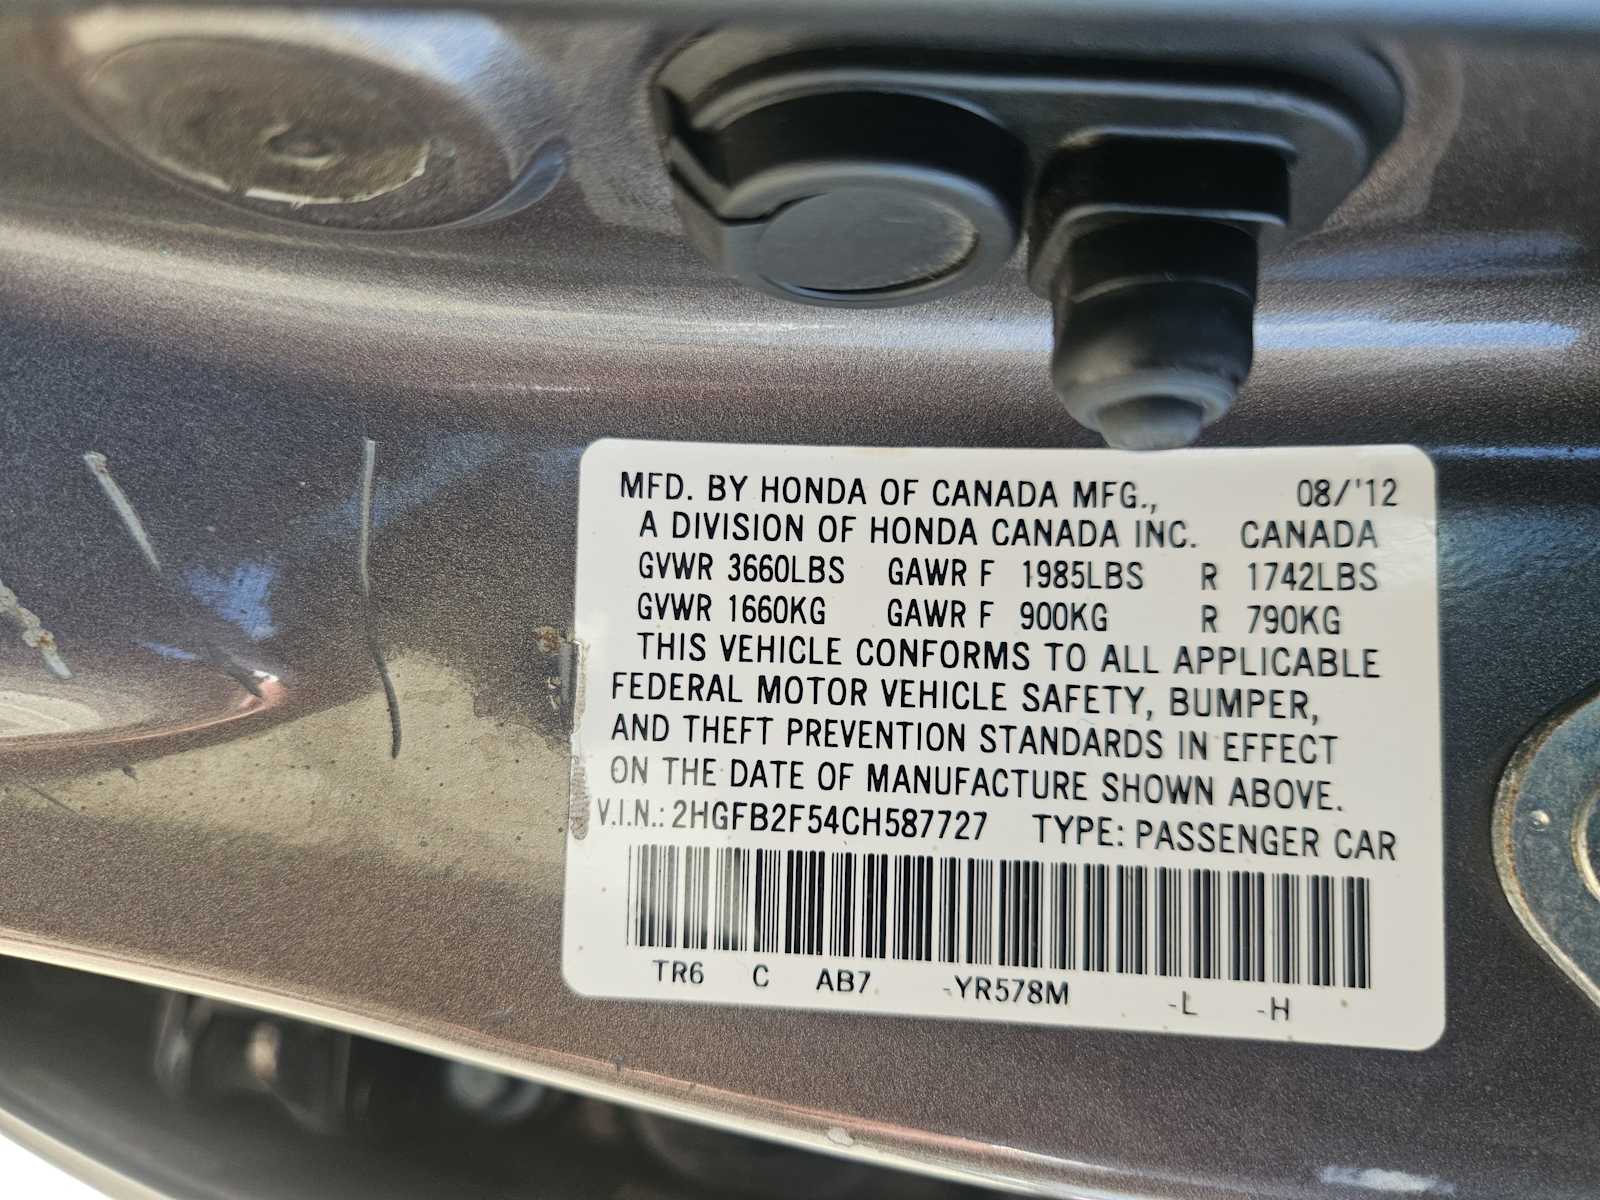 MFD. BY HONDA OF CANADA MFG., 08/'12
A DIVISION OF HONDA CANADA INC. CANADA
GVWR 3660LBS GAWR F 1985LBS R 1742LBS
GVWR 1660KG GAWR F 900KG R 790KG
THIS VEHICLE CONFORMS TO ALL APPLICABLE
FEDERAL MOTOR VEHICLE SAFETY, BUMPER,
AND THEFT PREVENTION STANDARDS IN EFFECT
ON THE DATE OF MANUFACTURE SHOWN ABOVE.
V.I.N.: 2HGFB2F54CH587727 TYPE: PASSENGER CAR
TR6 C AB7 -YR578M -L -H